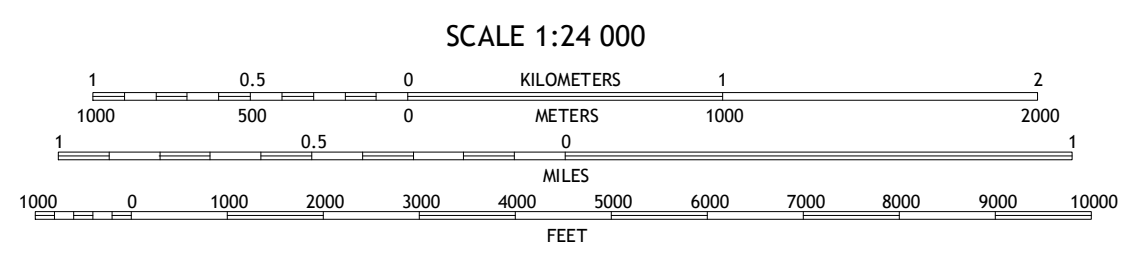 SCALE 1:24 000
1 0.5 0 KILOMETERS 1 2
1000 500 0 METERS 1000 2000
1 0.5 0 1
MILES
1000 0 1000 2000 3000 4000 5000 6000 7000 8000 9000 10000
FEET